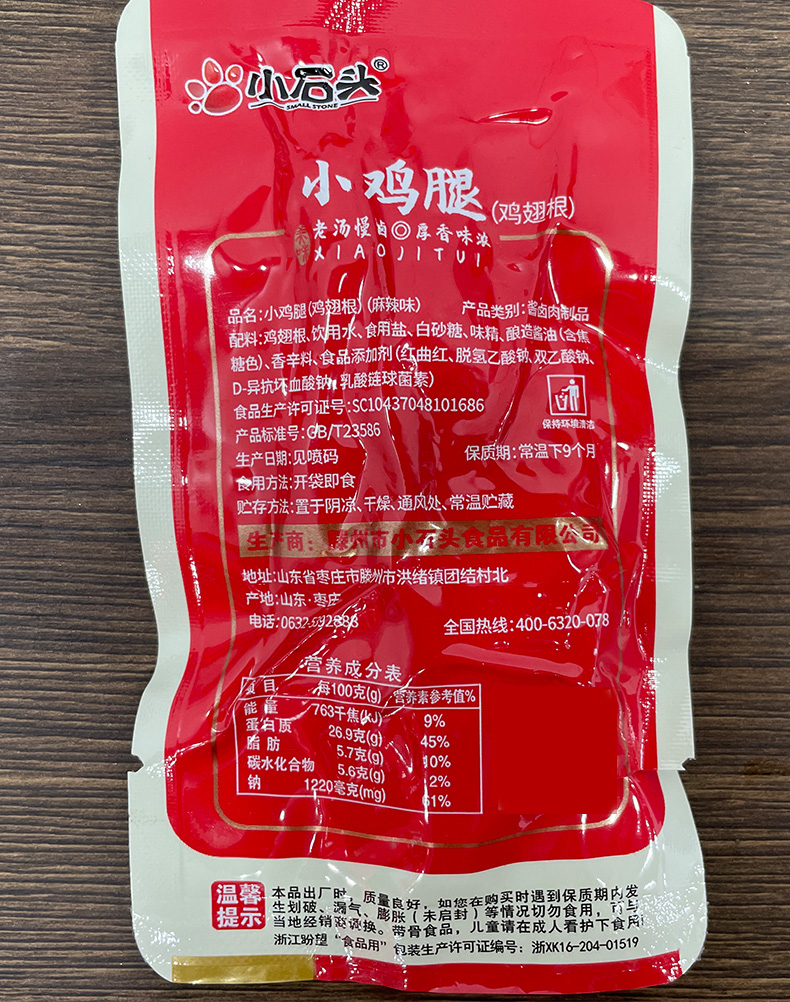 小石头®
SMALL STONE
小鸡腿(鸡翅根)
老汤慢卤 厚香味浓
XIAOJITUI
品名:小鸡腿(鸡翅根)(麻辣味) 产品类别:酱卤肉制品
配料:鸡翅根、饮用水、食用盐、白砂糖、味精、酿造酱油(含焦
糖色)、香辛料、食品添加剂(红曲红、脱氢乙酸钠、双乙酸钠、
D-异抗坏血酸钠、乳酸链球菌素)
食品生产许可证号:SC10437048101686
产品标准号:GB/T23586
保持环境清洁
生产日期:见喷码 保质期:常温下9个月
食用方法:开袋即食
贮存方法:置于阴凉、干燥、通风处、常温贮藏
生产商:滕州市小石头食品有限公司
地址:山东省枣庄市滕州市洪绪镇团结村北
产地:山东·枣庄
电话: 全国热线:400-6320-078
营养成分表
项目 每100克(g) 营养素参考值%
能量 763千焦(kJ) 9%
蛋白质 26.9克(g) 45%
脂肪 5.7克(g) 10%
碳水化合物 5.6克(g) 2%
钠 1220毫克(mg) 61%
温馨
提示
本品出厂时,质量良好,如您在购买时遇到保质期内发
生划破、漏气、膨胀(未启封)等情况切勿食用,可与
当地经销商调换。带骨食品,儿童请在成人看护下食用
浙江盼望"食品用"包装生产许可证编号:浙XK16-204-01519